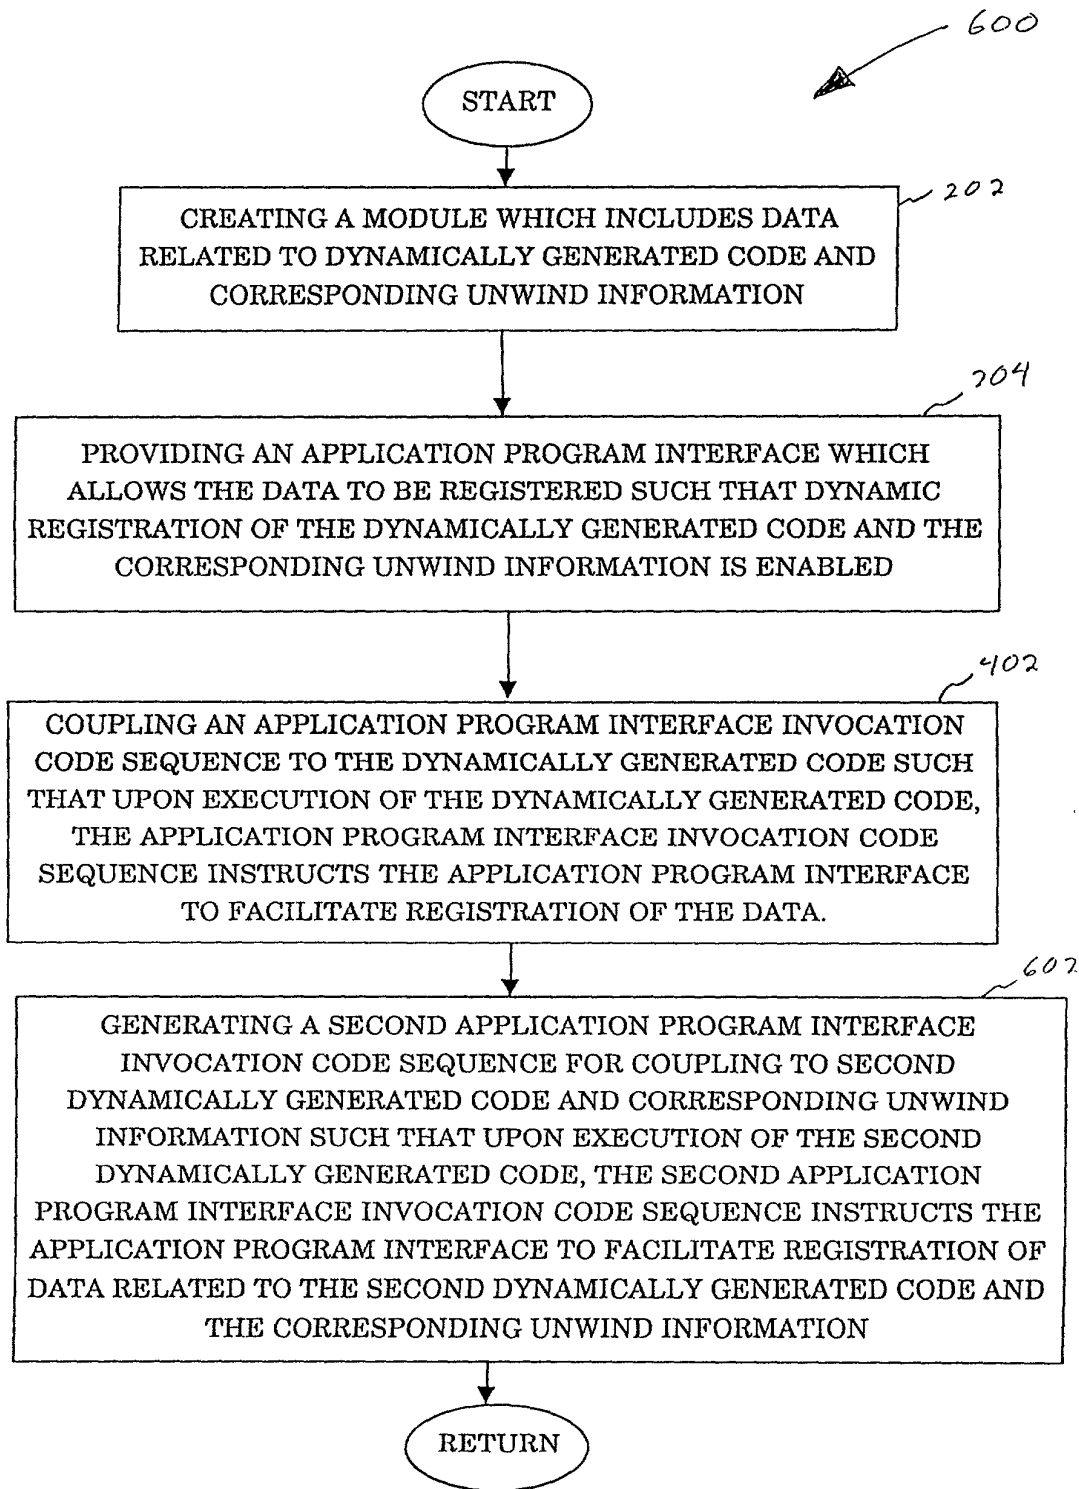 600
START
202
CREATING A MODULE WHICH INCLUDES DATA
RELATED TO DYNAMICALLY GENERATED CODE AND
CORRESPONDING UNWIND INFORMATION
204
PROVIDING AN APPLICATION PROGRAM INTERFACE WHICH
ALLOWS THE DATA TO BE REGISTERED SUCH THAT DYNAMIC
REGISTRATION OF THE DYNAMICALLY GENERATED CODE AND THE
CORRESPONDING UNWIND INFORMATION IS ENABLED
402
COUPLING AN APPLICATION PROGRAM INTERFACE INVOCATION
CODE SEQUENCE TO THE DYNAMICALLY GENERATED CODE SUCH
THAT UPON EXECUTION OF THE DYNAMICALLY GENERATED CODE,
THE APPLICATION PROGRAM INTERFACE INVOCATION CODE
SEQUENCE INSTRUCTS THE APPLICATION PROGRAM INTERFACE
TO FACILITATE REGISTRATION OF THE DATA.
602
GENERATING A SECOND APPLICATION PROGRAM INTERFACE
INVOCATION CODE SEQUENCE FOR COUPLING TO SECOND
DYNAMICALLY GENERATED CODE AND CORRESPONDING UNWIND
INFORMATION SUCH THAT UPON EXECUTION OF THE SECOND
DYNAMICALLY GENERATED CODE, THE SECOND APPLICATION
PROGRAM INTERFACE INVOCATION CODE SEQUENCE INSTRUCTS THE
APPLICATION PROGRAM INTERFACE TO FACILITATE REGISTRATION OF
DATA RELATED TO THE SECOND DYNAMICALLY GENERATED CODE AND
THE CORRESPONDING UNWIND INFORMATION
RETURN